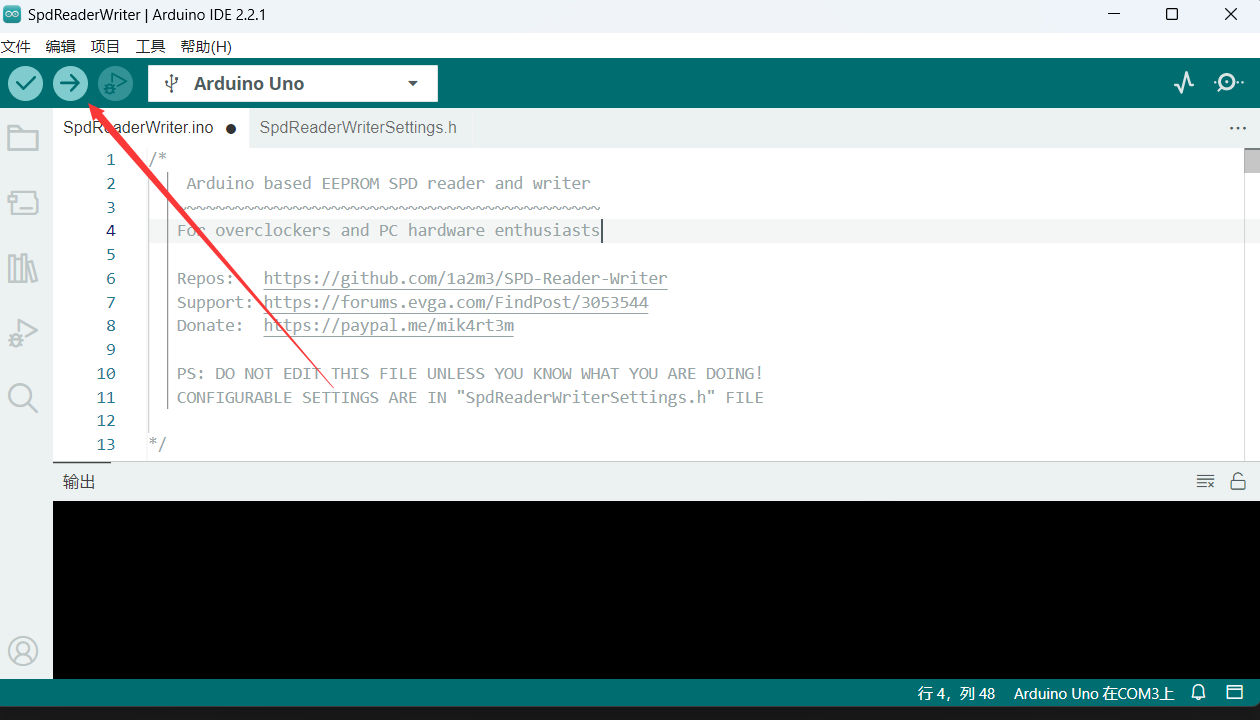 SpdReaderWriter | Arduino IDE 2.2.1
文件 编辑 项目 工具 帮助(H)
Arduino Uno
SpdReaderWriter.ino SpdReaderWriterSettings.h
1 /*
2 Arduino based EEPROM SPD reader and writer
3 ~~~~~~~~~~~~~~~~~~~~~~~~~~~~~~~~~~~~~~~~~~~~
4 For overclockers and PC hardware enthusiasts
5
6 Repos: https://github.com/1a2m3/SPD-Reader-Writer
7 Support: https://forums.evga.com/FindPost/3053544
8 Donate: https://paypal.me/mik4rt3m
9
10 PS: DO NOT EDIT THIS FILE UNLESS YOU KNOW WHAT YOU ARE DOING!
11 CONFIGURABLE SETTINGS ARE IN "SpdReaderWriterSettings.h" FILE
12
13 */
输出
行 4，列 48 Arduino Uno 在COM3上